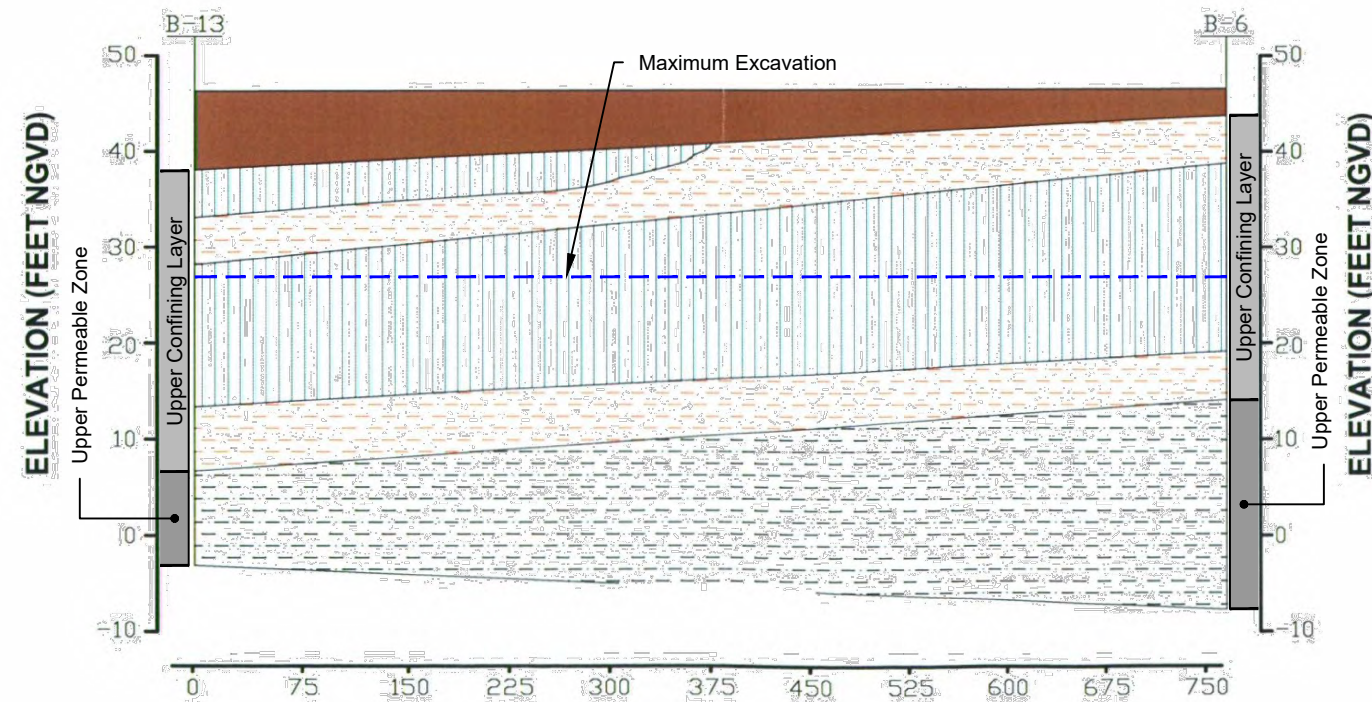 B-13
B-6
Maximum Excavation
50
40
30
20
10
0
-10
50
40
30
20
10
0
-10
ELEVATION (FEET NGVD)
Upper Permeable Zone
Upper Confining Layer
Upper Confining Layer
Upper Permeable Zone
ELEVATION (FEET NGVD)
0 75 150 225 300 375 450 525 600 675 750